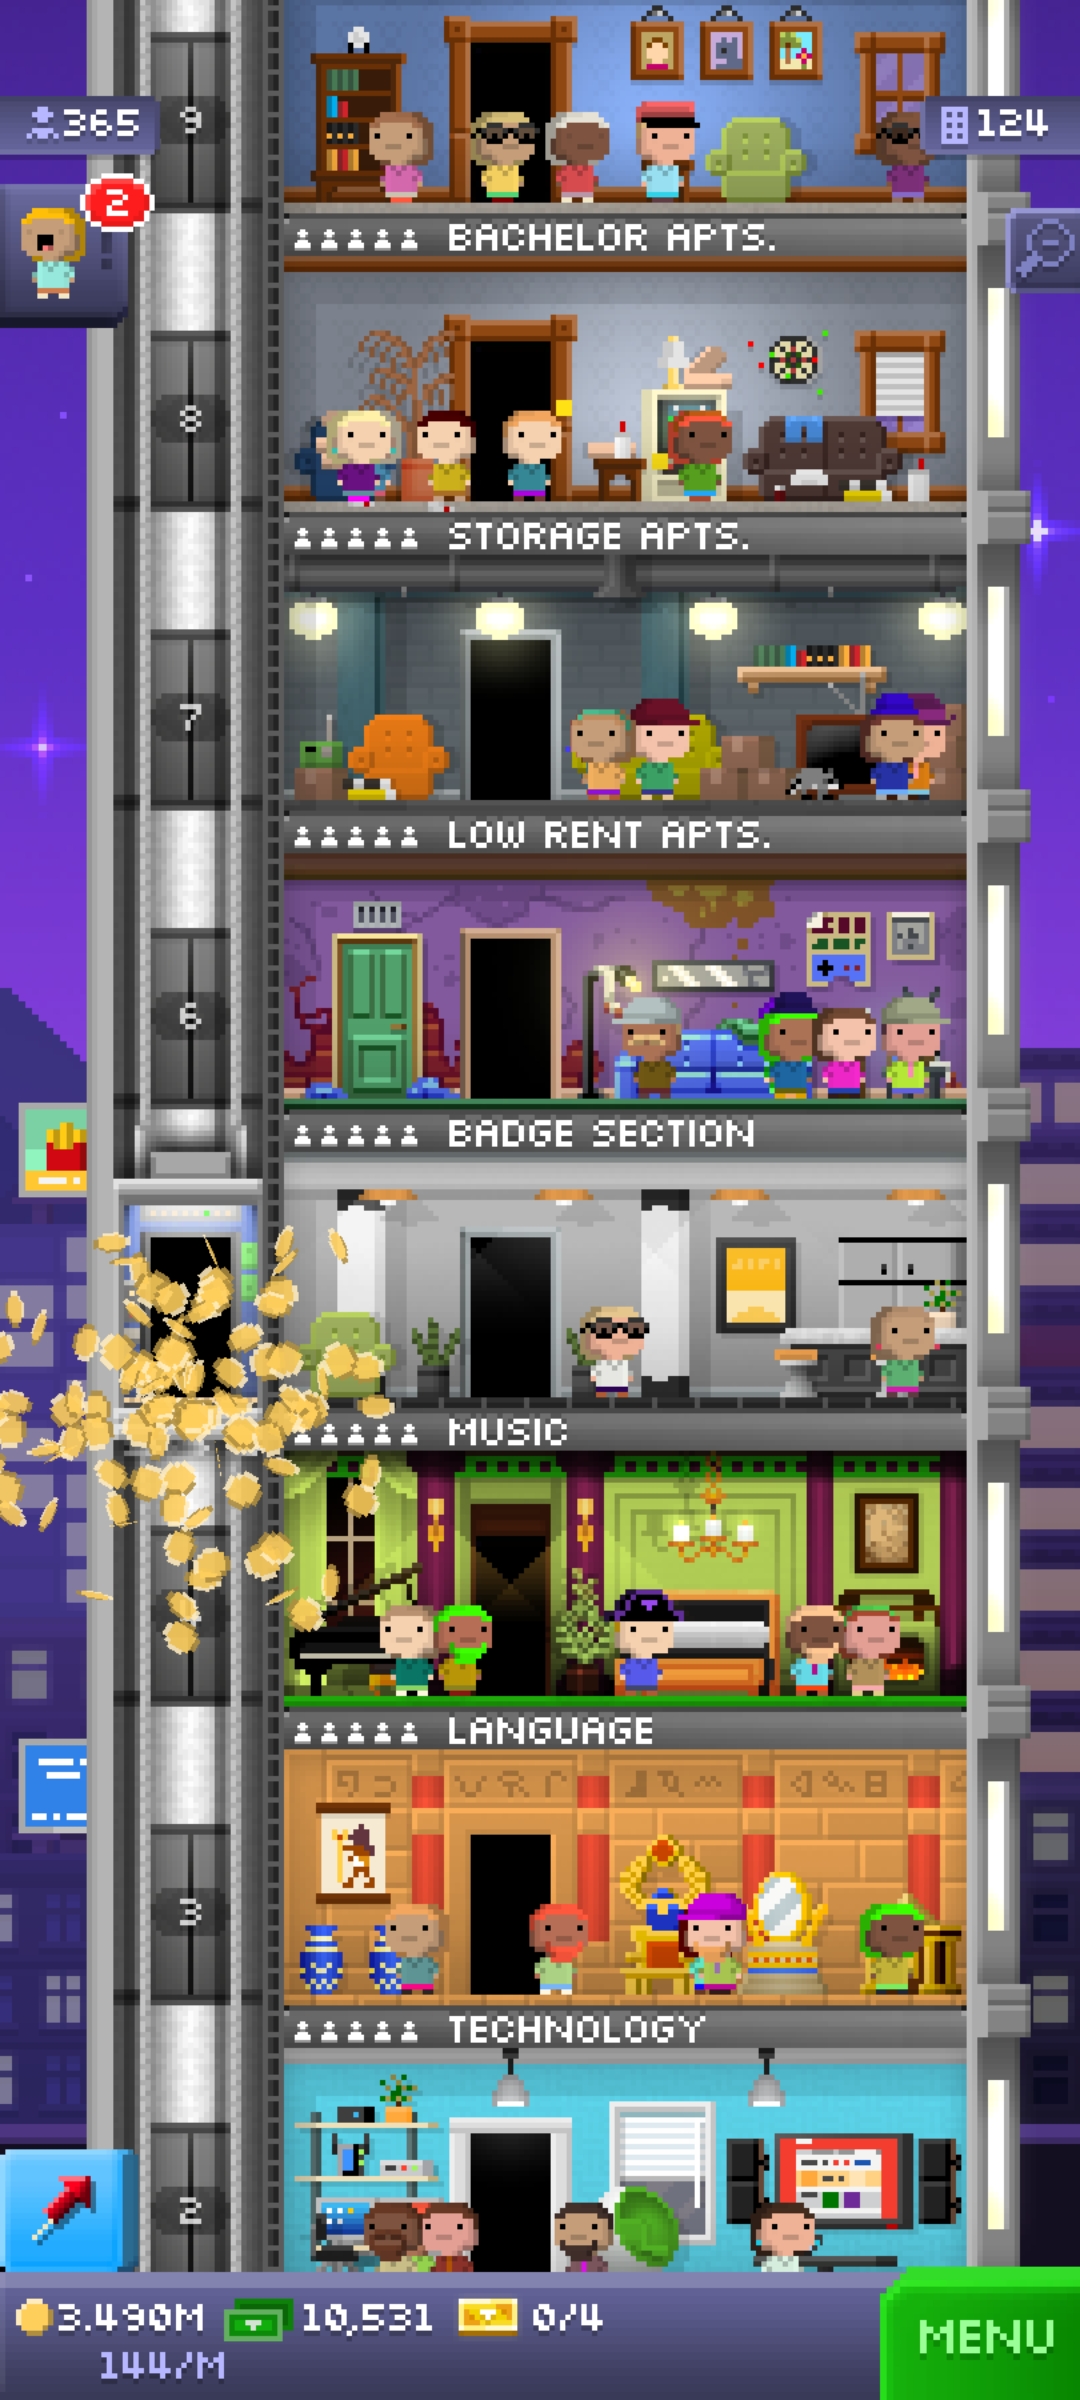 365
9
124
2
BACHELOR APTS.
8
STORAGE APTS.
7
LOW RENT APTS.
6
BADGE SECTION
MUSIC
LANGUAGE
3
TECHNOLOGY
2
3.490M 10,531 0/4
144/M
MENU